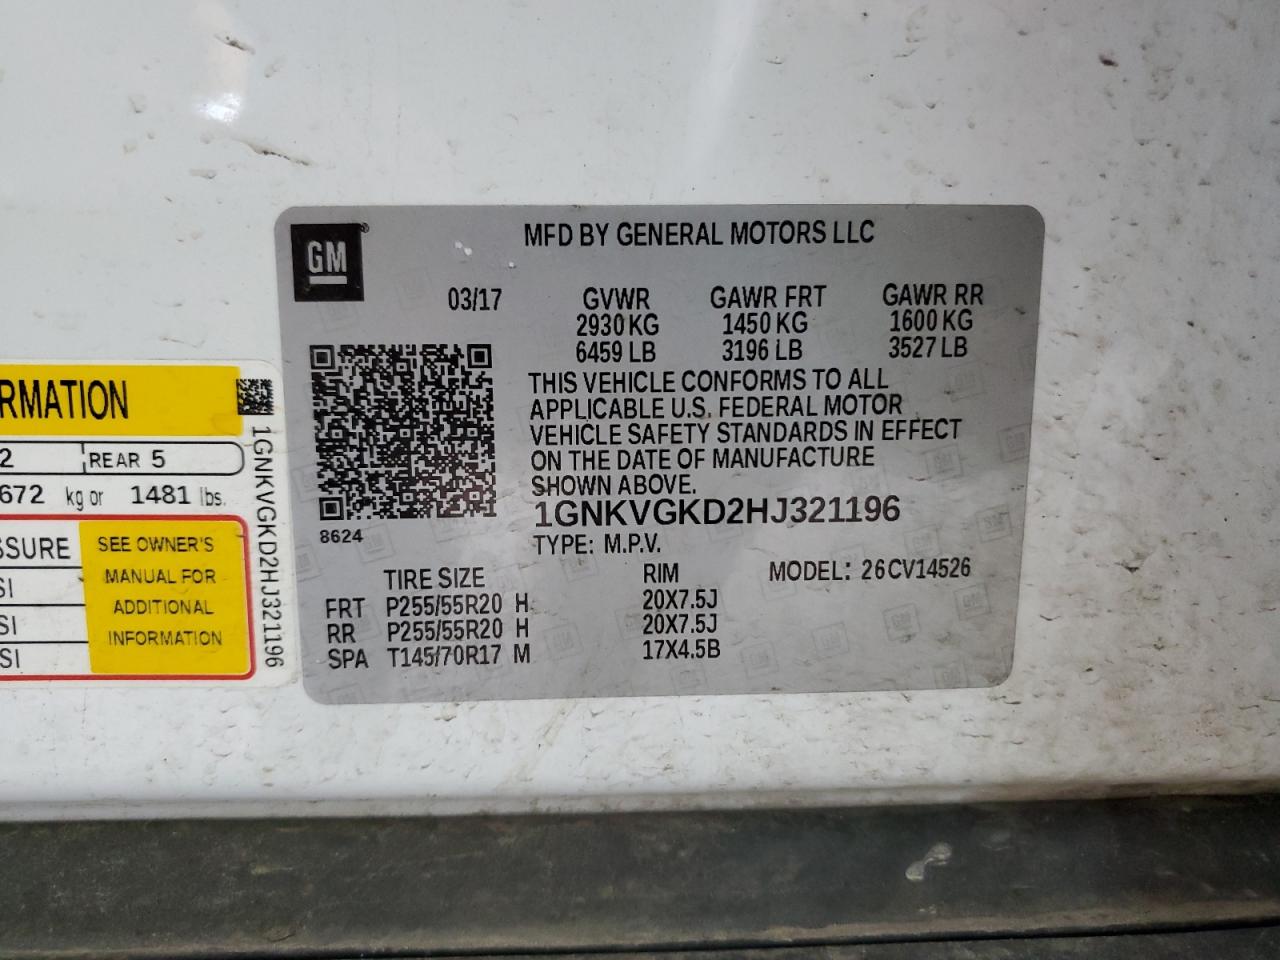 GM®
MFD BY GENERAL MOTORS LLC
03/17
GVWR GAWR FRT GAWR RR
2930 KG 1450 KG 1600 KG
6459 LB 3196 LB 3527 LB
THIS VEHICLE CONFORMS TO ALL
APPLICABLE U.S. FEDERAL MOTOR
VEHICLE SAFETY STANDARDS IN EFFECT
ON THE DATE OF MANUFACTURE
SHOWN ABOVE.
1GNKVGKD2HJ321196
8624
TYPE: M.P.V.
TIRE SIZE RIM MODEL: 26CV14526
FRT P255/55R20 H 20X7.5J
RR P255/55R20 H 20X7.5J
SPA T145/70R17 M 17X4.5B
RMATION
2 REAR 5
672 kg or 1481 lbs.
SSURE
SI
SI
SI
SEE OWNER'S
MANUAL FOR
ADDITIONAL
INFORMATION
1GNKVGKD2HJ321196